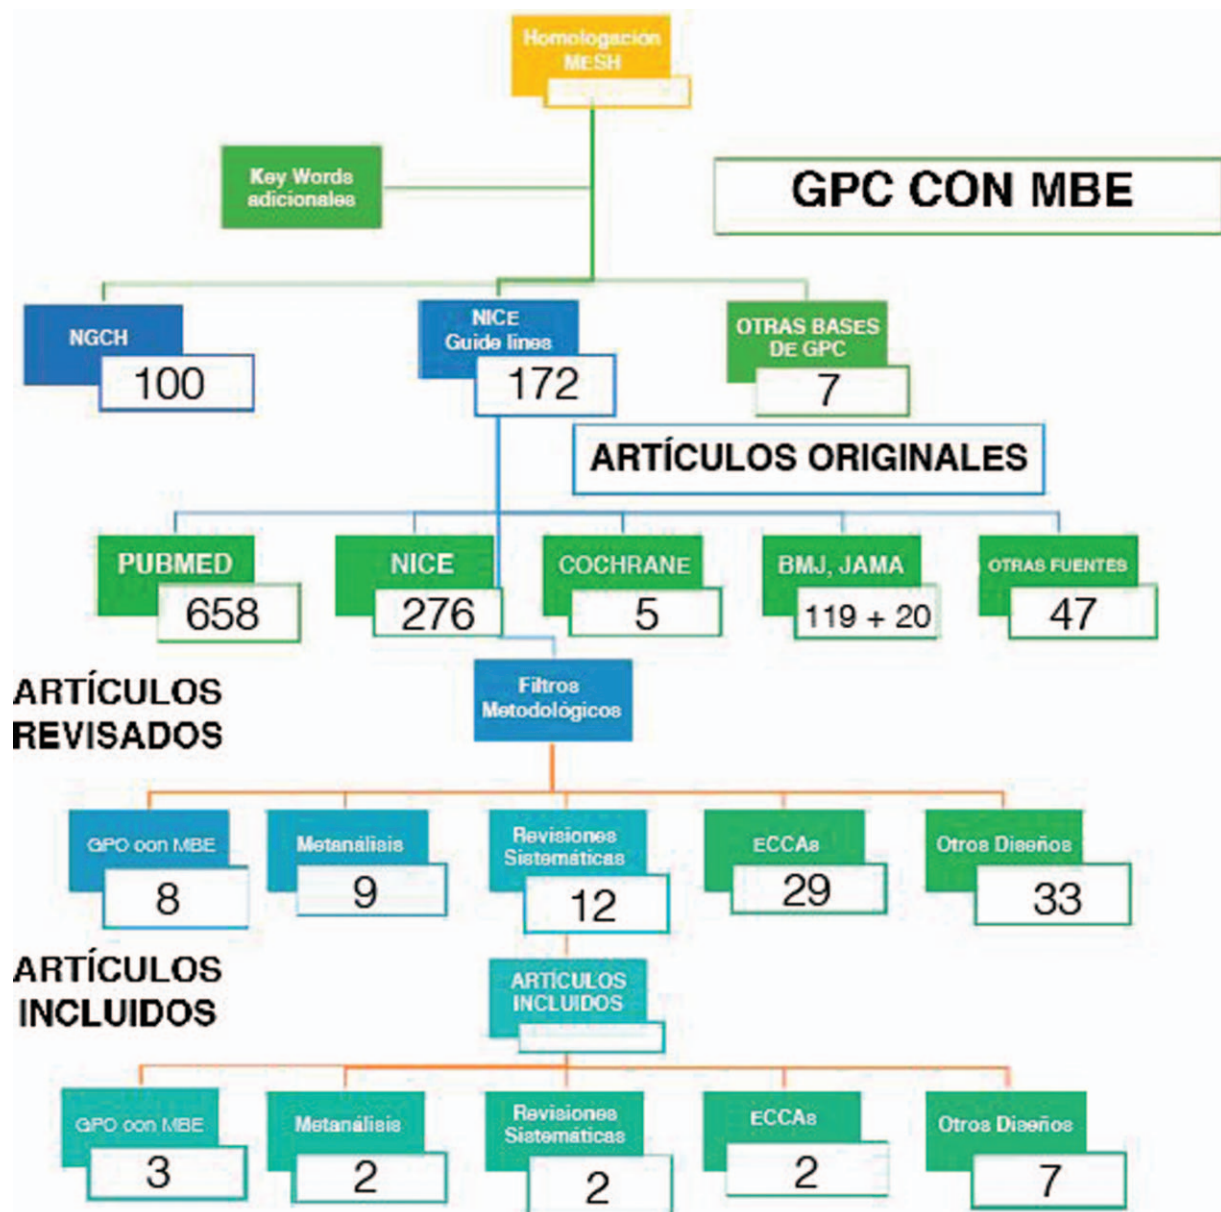 Homologación
MESH
Key Words
adicionales
GPC CON MBE
NGCH
100
NICE
Guide lines
172
OTRAS BASES
DE GPC
7
ARTÍCULOS ORIGINALES
PUBMED
658
NICE
276
COCHRANE
5
BMJ, JAMA
119 + 20
OTRAS FUENTES
47
Filtros
Metodológicos
ARTÍCULOS
REVISADOS
GPO con MBE
8
Metanálisis
9
Revisiones
Sistemáticas
12
ECCAs
29
Otros Diseños
33
ARTÍCULOS
INCLUIDOS
ARTÍCULOS
INCLUIDOS
GPO con MBE
3
Metanálisis
2
Revisiones
Sistemáticas
2
ECCAs
2
Otros Diseños
7